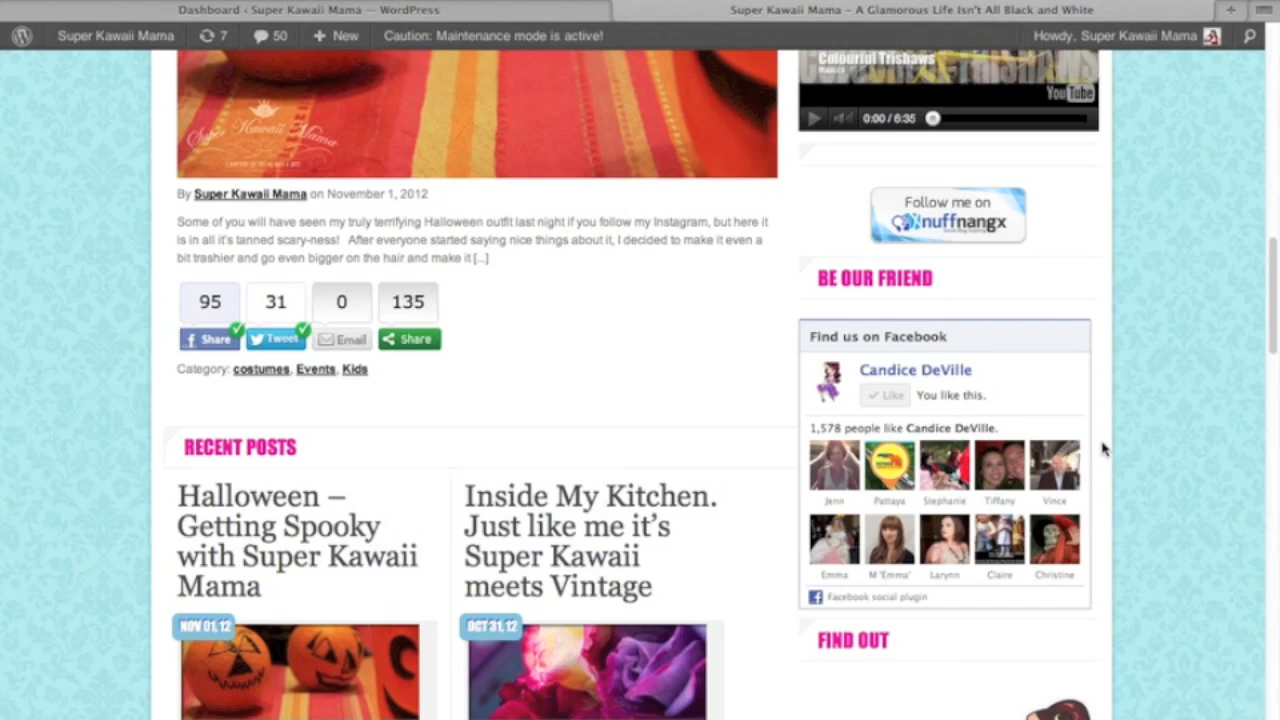 Dashboard ‹ Super Kawaii Mama — WordPress
Super Kawaii Mama – A Glamorous Life Isn't All Black and White
Super Kawaii Mama 7 50 New Caution: Maintenance mode is active! Howdy, Super Kawaii Mama
Colourful Trishaws
YouTube
0:00 / 6:35
Super Kawaii Mama
By Super Kawaii Mama on November 1, 2012
Some of you will have seen my truly terrifying Halloween outfit last night if you follow my Instagram, but here it
is in all it's tanned scary-ness! After everyone started saying nice things about it, I decided to make it even a
bit trashier and go even bigger on the hair and make it [...]
95 31 0 135
Share Tweet Email Share
Category: costumes, Events, Kids
Follow me on
nuffnangx
BE OUR FRIEND
Find us on Facebook
Candice DeVille
Like You like this.
1,578 people like Candice DeVille.
Jenn Pattaya Stephanie Tiffany Vince
Emma M 'Emma' Larynn Claire Christine
Facebook social plugin
FIND OUT
RECENT POSTS
Halloween –
Getting Spooky
with Super Kawaii
Mama
NOV 01, 12
Inside My Kitchen.
Just like me it's
Super Kawaii
meets Vintage
OCT 31, 12